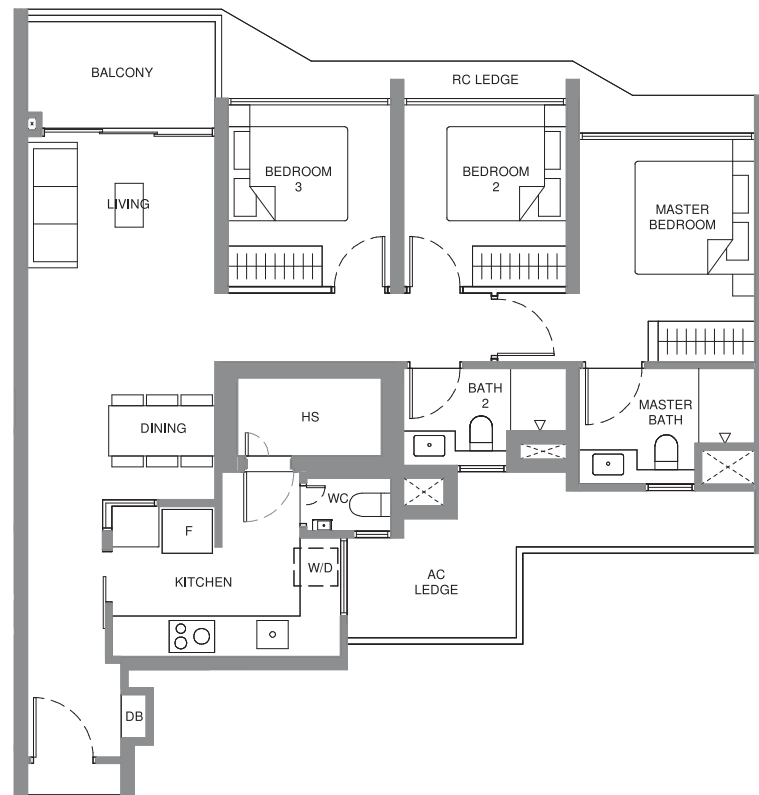 BALCONY
RC LEDGE
BEDROOM
3
BEDROOM
2
LIVING
MASTER
BEDROOM
BATH
2
HS
DINING
MASTER
BATH
WC
F
W/D
KITCHEN
AC
LEDGE
DB